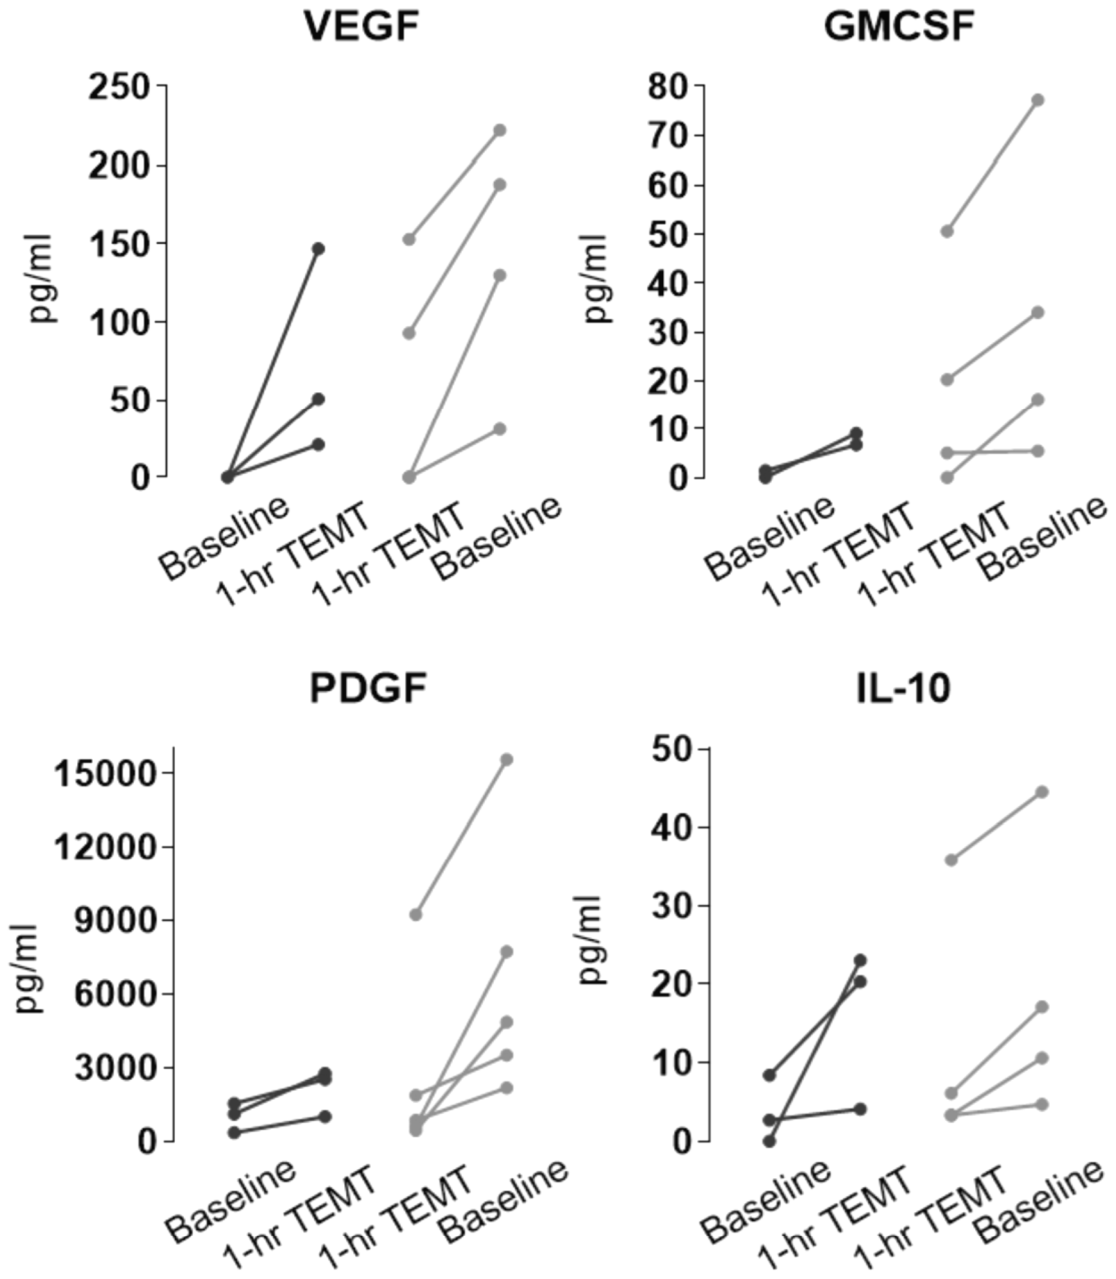 VEGF
GMCSF
250
200
150
100
50
0
pg/ml
Baseline
1-hr TEMT
1-hr TEMT
Baseline
80
70
60
50
40
30
20
10
0
pg/ml
Baseline
1-hr TEMT
1-hr TEMT
Baseline
PDGF
IL-10
15000
12000
9000
6000
3000
0
pg/ml
Baseline
1-hr TEMT
1-hr TEMT
Baseline
50
40
30
20
10
0
pg/ml
Baseline
1-hr TEMT
1-hr TEMT
Baseline